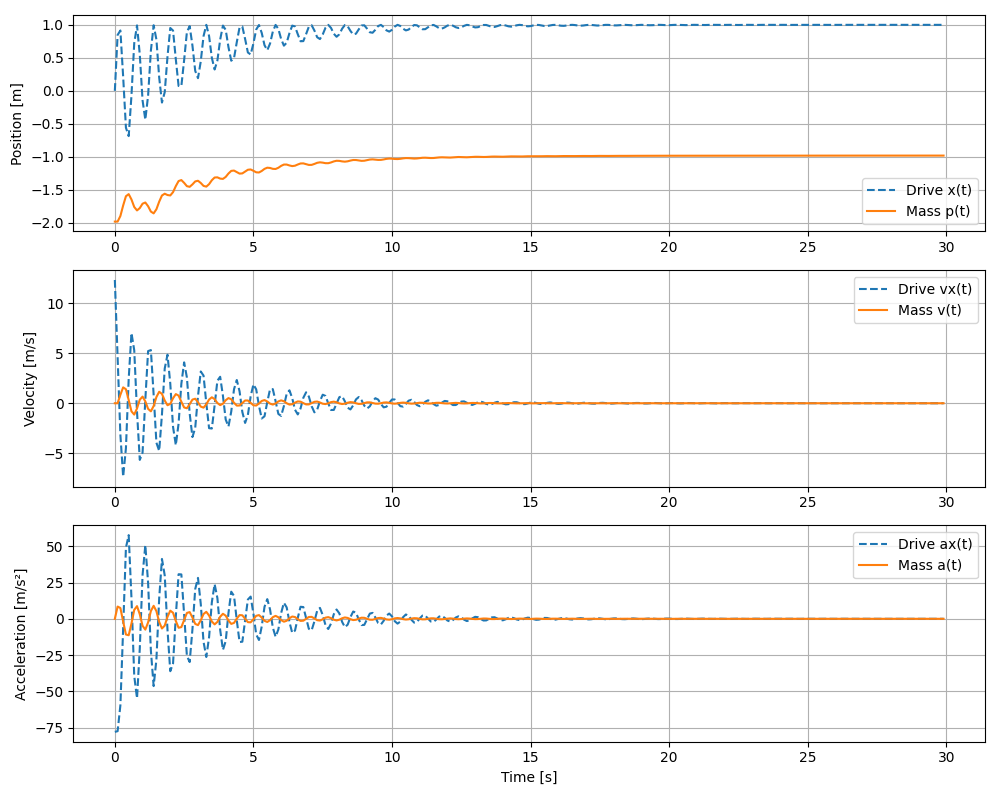 Position [m]
1.0
0.5
0.0
−0.5
−1.0
−1.5
−2.0
Drive x(t)
Mass p(t)
0 5 10 15 20 25 30
Velocity [m/s]
10
5
0
−5
Drive vx(t)
Mass v(t)
0 5 10 15 20 25 30
Acceleration [m/s²]
50
25
0
−25
−50
−75
Drive ax(t)
Mass a(t)
0 5 10 15 20 25 30
Time [s]